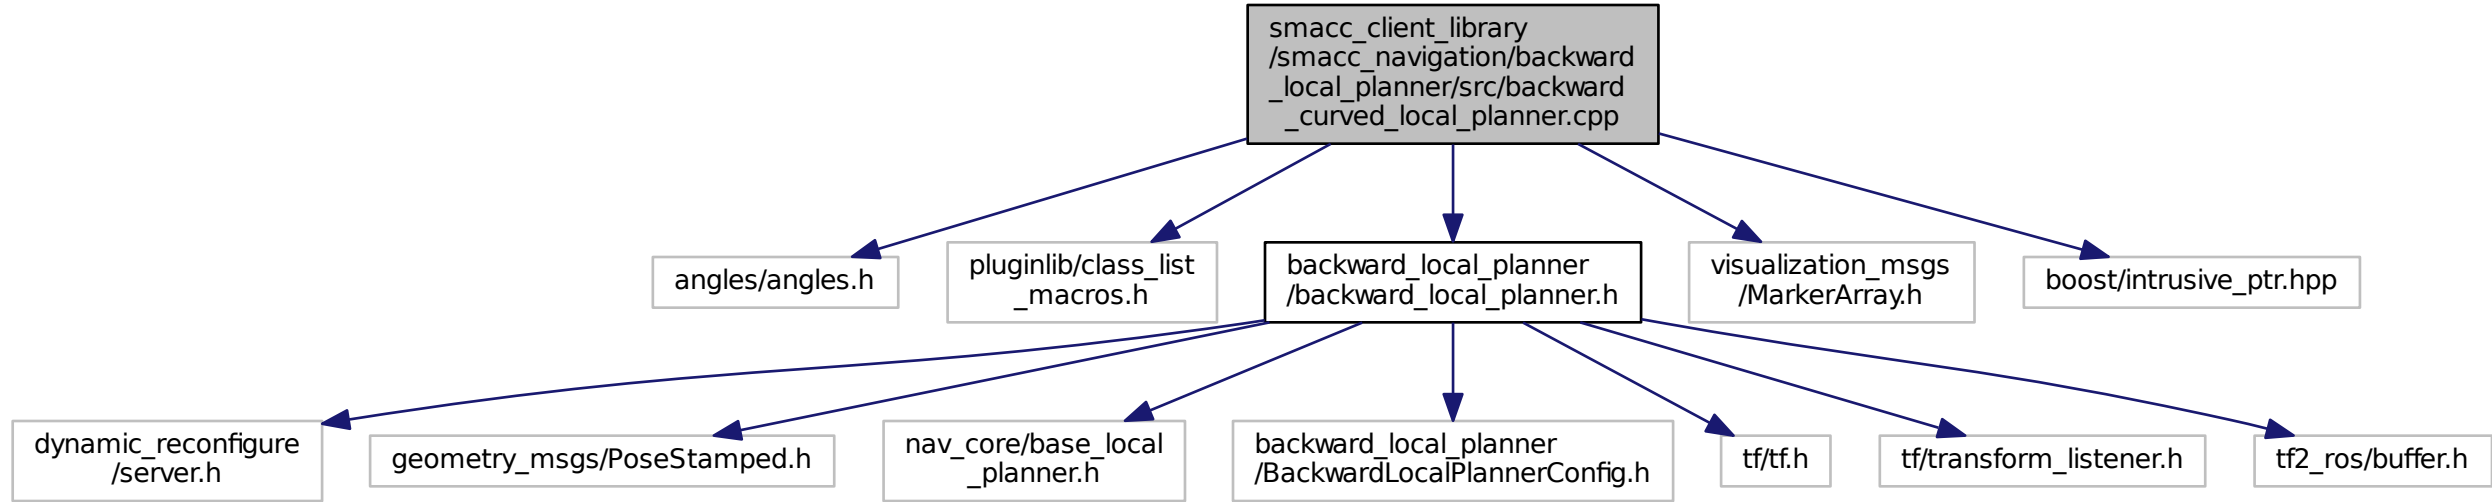 smacc_client_library
/smacc_navigation/backward
_local_planner/src/backward
_curved_local_planner.cpp
angles/angles.h
pluginlib/class_list
_macros.h
backward_local_planner
/backward_local_planner.h
visualization_msgs
/MarkerArray.h
boost/intrusive_ptr.hpp
dynamic_reconfigure
/server.h
geometry_msgs/PoseStamped.h
nav_core/base_local
_planner.h
backward_local_planner
/BackwardLocalPlannerConfig.h
tf/tf.h
tf/transform_listener.h
tf2_ros/buffer.h